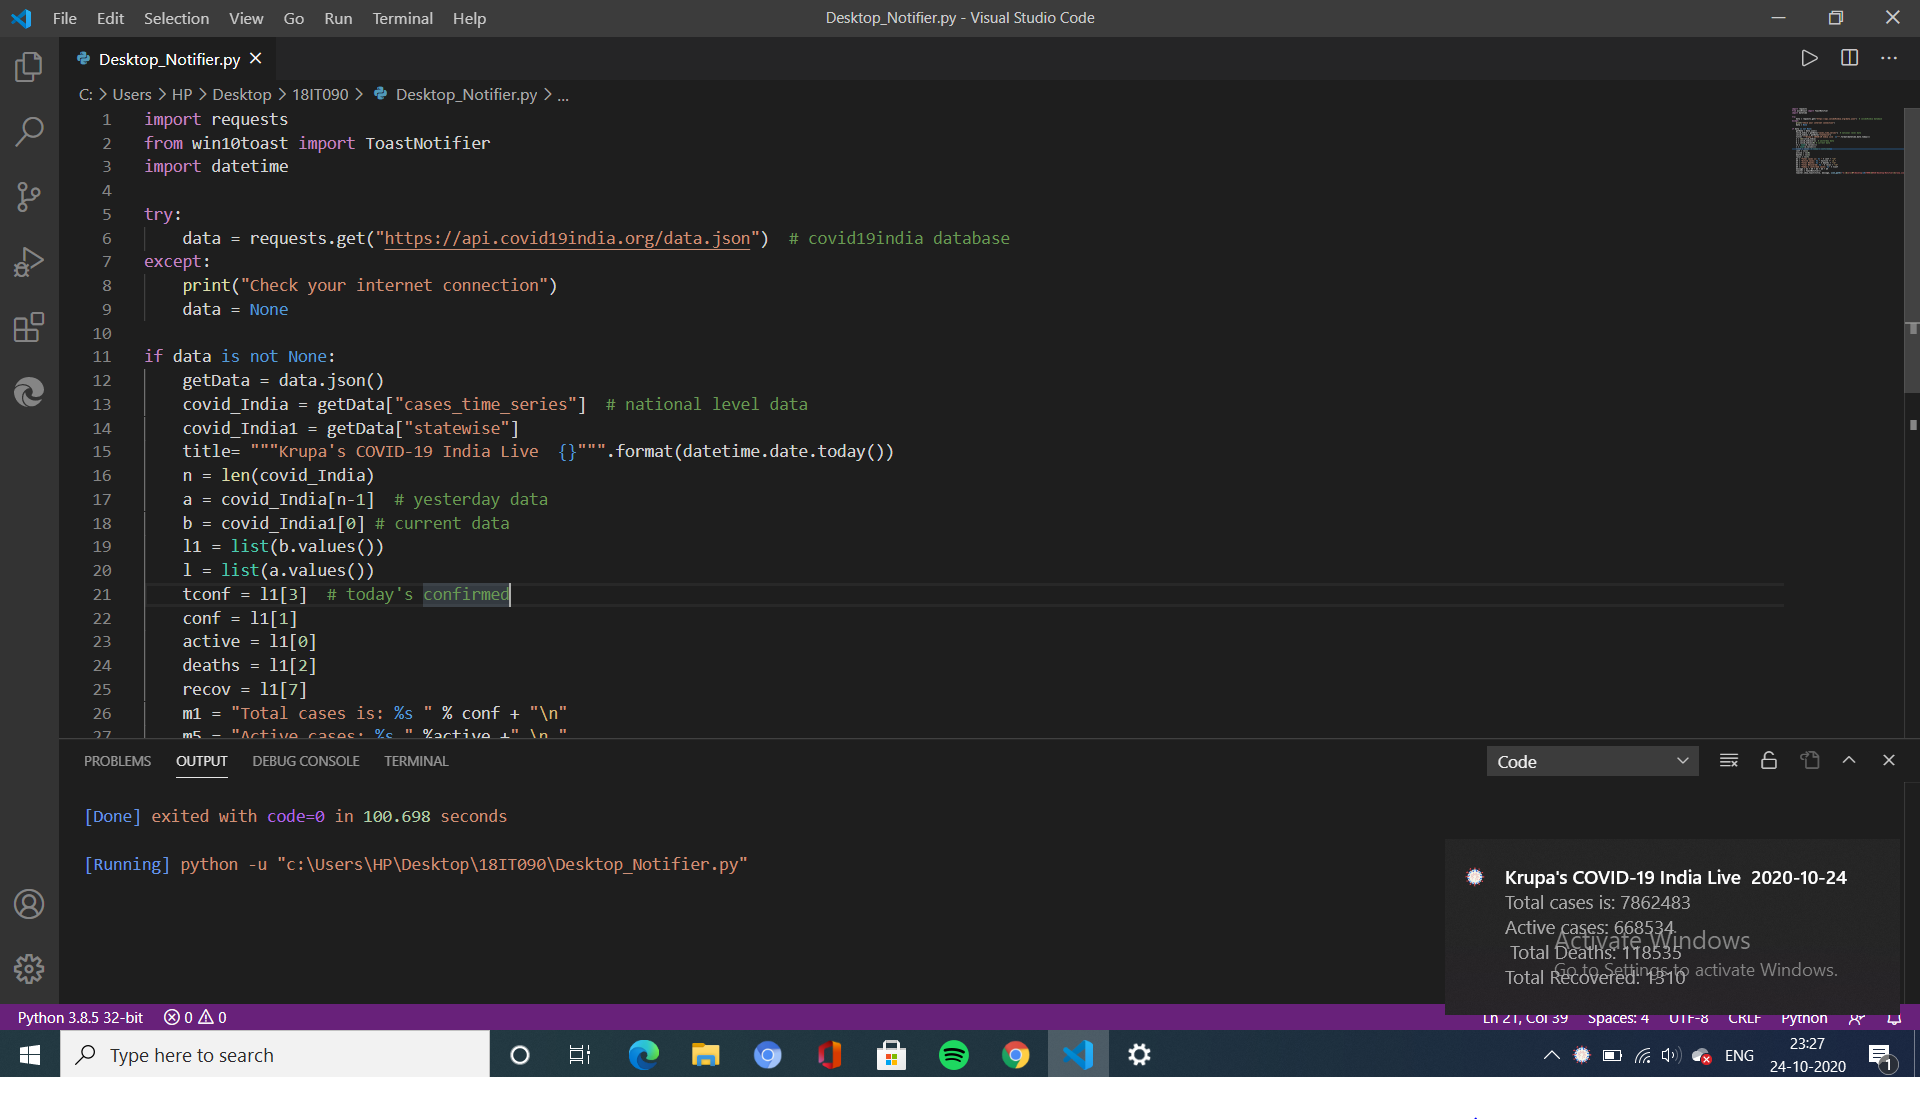 File Edit Selection View Go Run Terminal Help
Desktop_Notifier.py - Visual Studio Code
Desktop_Notifier.py
C: > Users > HP > Desktop > 18IT090 > Desktop_Notifier.py > ...
1 import requests
2 from win10toast import ToastNotifier
3 import datetime
4
5 try:
6 data = requests.get("https://api.covid19india.org/data.json") # covid19india database
7 except:
8 print("Check your internet connection")
9 data = None
10
11 if data is not None:
12 getData = data.json()
13 covid_India = getData["cases_time_series"] # national level data
14 covid_India1 = getData["statewise"]
15 title= """Krupa's COVID-19 India Live  {}""".format(datetime.date.today())
16 n = len(covid_India)
17 a = covid_India[n-1] # yesterday data
18 b = covid_India1[0] # current data
19 l1 = list(b.values())
20 l = list(a.values())
21 tconf = l1[3] # today's confirmed
22 conf = l1[1]
23 active = l1[0]
24 deaths = l1[2]
25 recov = l1[7]
26 m1 = "Total cases is: %s " % conf + "\n"
27 m5 = "Active cases: %s " %active +" \n "
PROBLEMS OUTPUT DEBUG CONSOLE TERMINAL
Code
[Done] exited with code=0 in 100.698 seconds
[Running] python -u "c:\Users\HP\Desktop\18IT090\Desktop_Notifier.py"
Krupa's COVID-19 India Live 2020-10-24
Total cases is: 7862483
Active cases: 668534
Total Deaths: 118535
Total Recovered: 1310
Activate Windows
Go to Settings to activate Windows.
Python 3.8.5 32-bit 0 0
Ln 21, Col 39 Spaces: 4 UTF-8 CRLF Python
Type here to search
ENG
23:27
24-10-2020
1